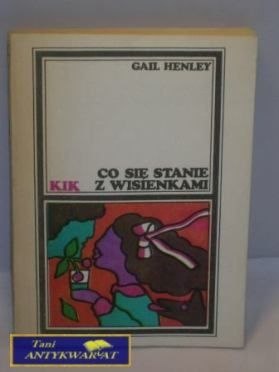 GAIL HENLEY
CO SIĘ STANIE
KIK Z WISIENKAMI
Tani
ANTYKWARIAT